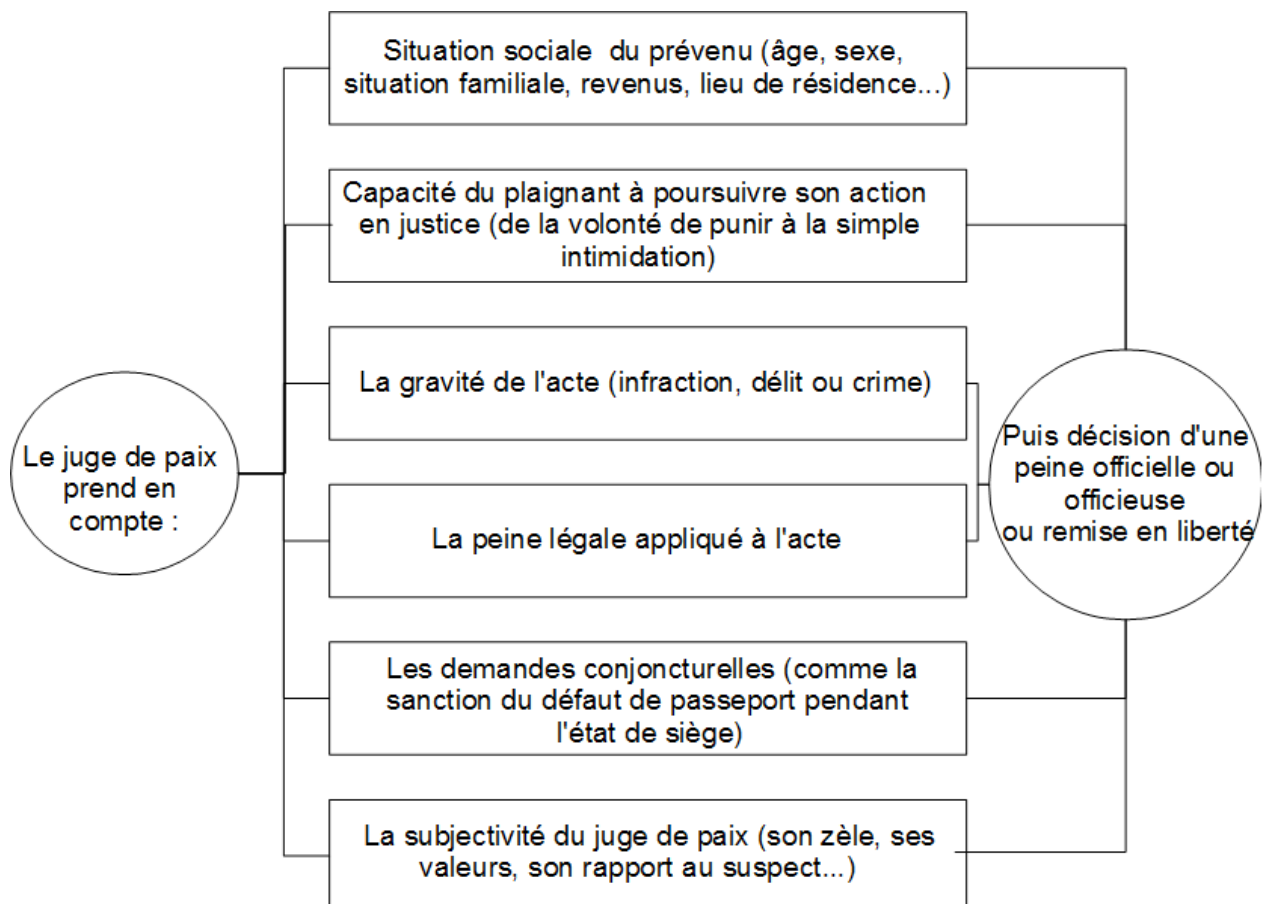 Situation sociale du prévenu (âge, sexe,
situation familiale, revenus, lieu de résidence...)
Capacité du plaignant à poursuivre son action
en justice (de la volonté de punir à la simple
intimidation)
La gravité de l'acte (infraction, délit ou crime)
Le juge de paix
prend en
compte :
Puis décision d'une
peine officielle ou
officieuse
ou remise en liberté
La peine légale appliqué à l'acte
Les demandes conjoncturelles (comme la
sanction du défaut de passeport pendant
l'état de siège)
La subjectivité du juge de paix (son zèle, ses
valeurs, son rapport au suspect...)